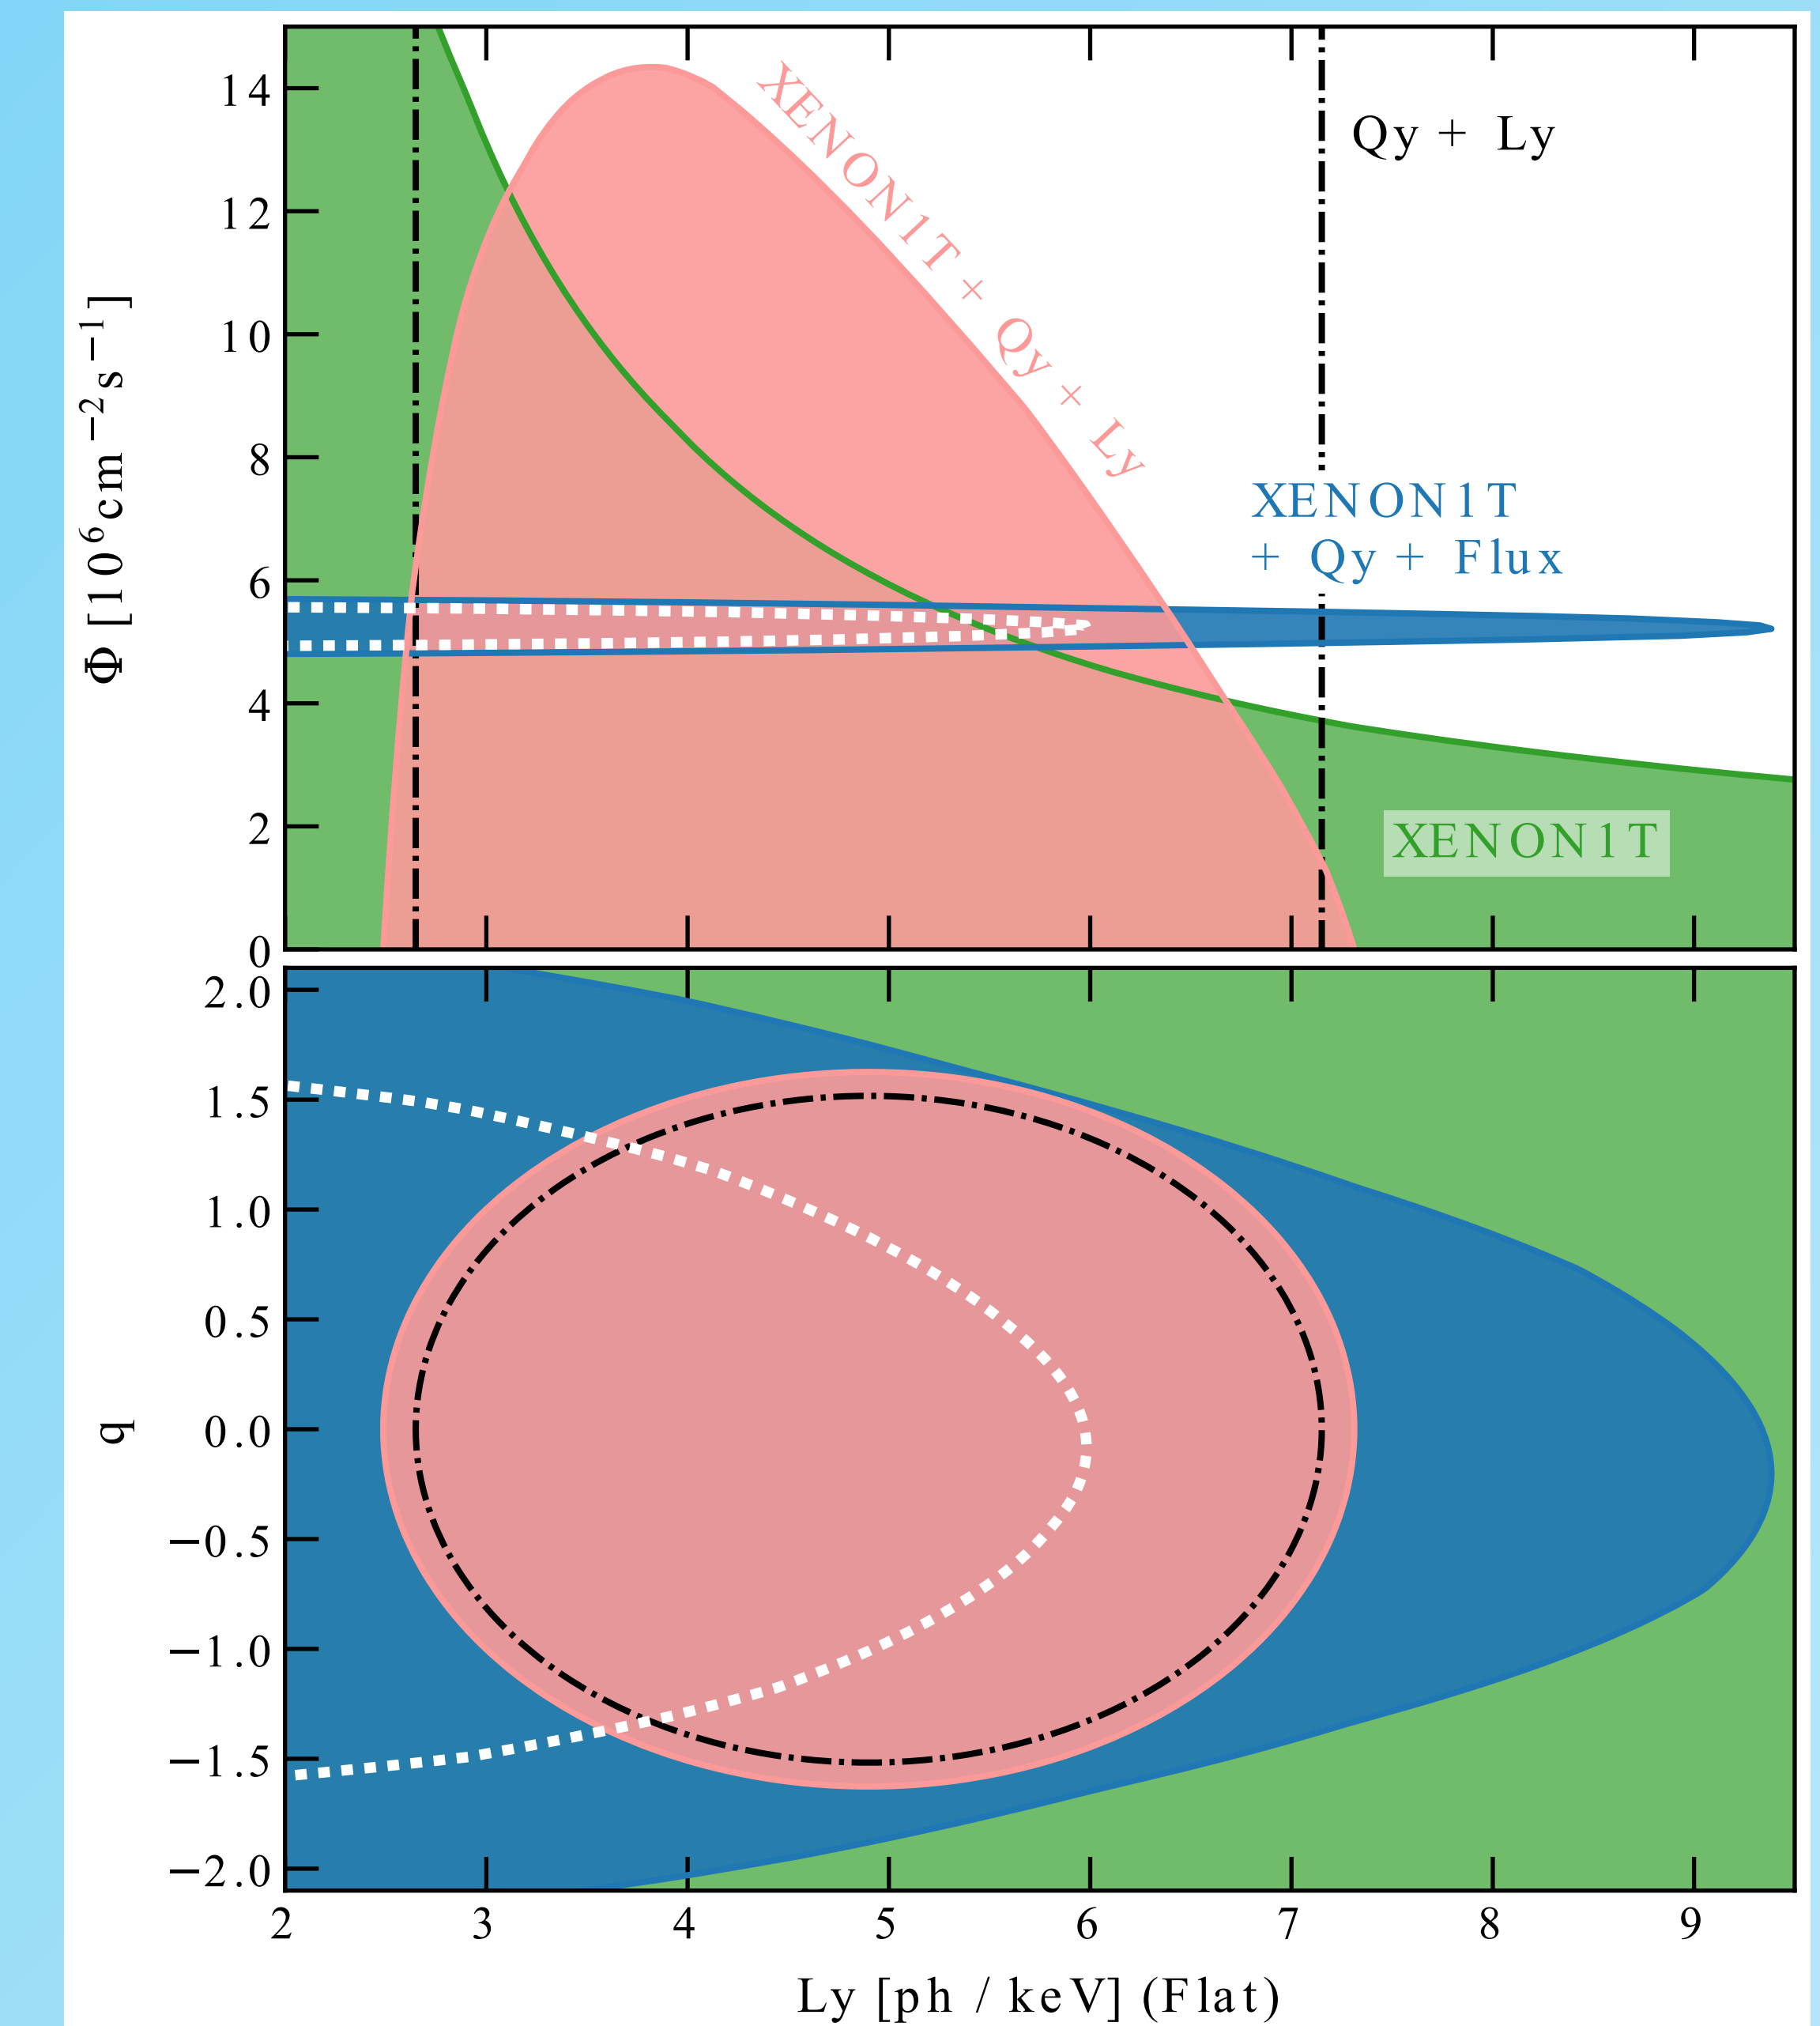 Φ [10⁶cm⁻²s⁻¹]
14
12
10
8
6
4
2
0
XENON1T + Qy + Ly
Qy + Ly
XENON1T
+ Qy + Flux
XENON1T
q
2.0
1.5
1.0
0.5
0.0
−0.5
−1.0
−1.5
−2.0
2 3 4 5 6 7 8 9
Ly [ph / keV] (Flat)